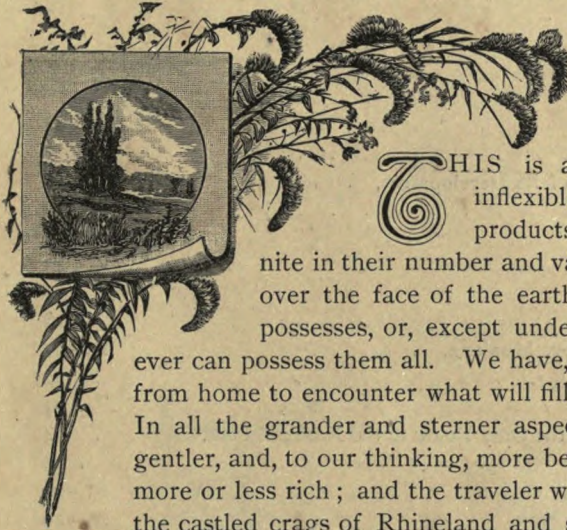 THIS is a
inflexibl
products
nite in their number and va
over the face of the earth
possesses, or, except unde
ever can possess them all. We have,
from home to encounter what will fill
In all the grander and sterner aspec
gentler, and, to our thinking, more be
more or less rich; and the traveler w
the castled crags of Rhineland and